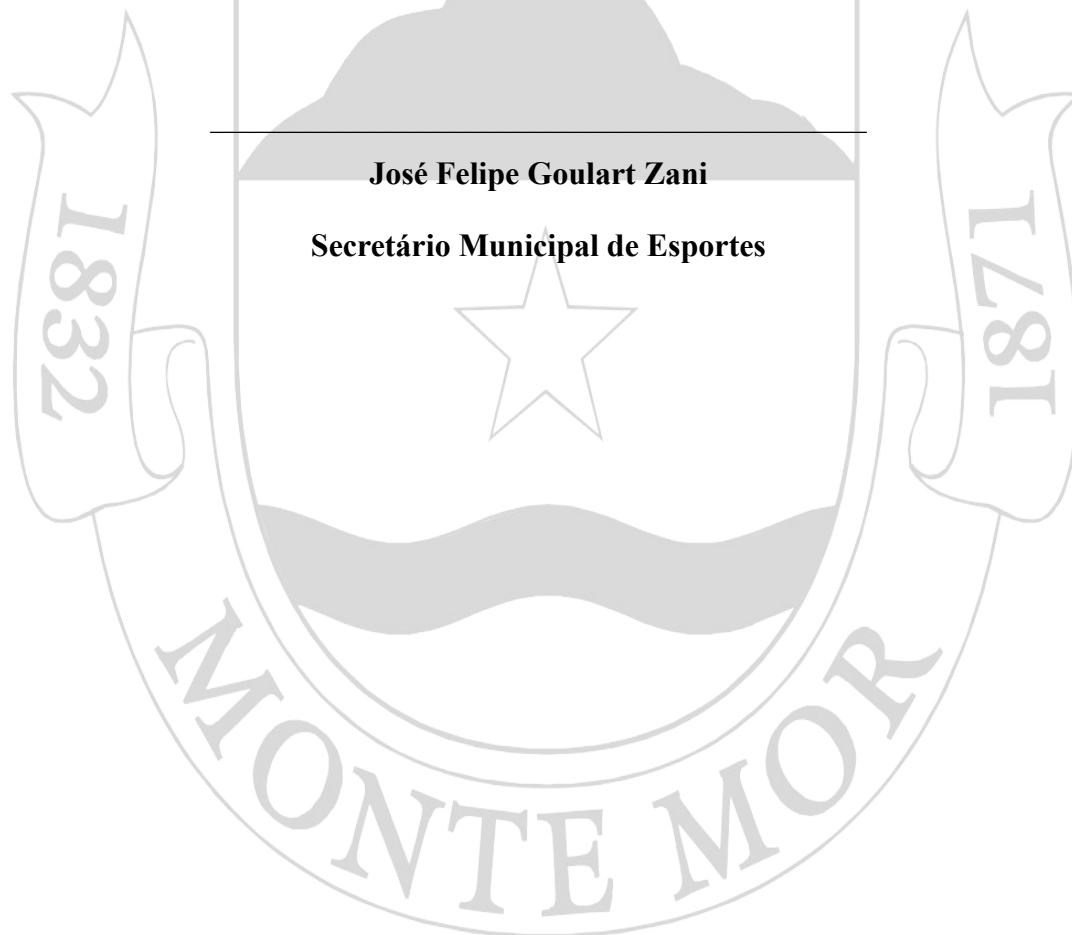 José Felipe Goulart Zani
Secretário Municipal de Esportes
1832
1871
MONTE MOR